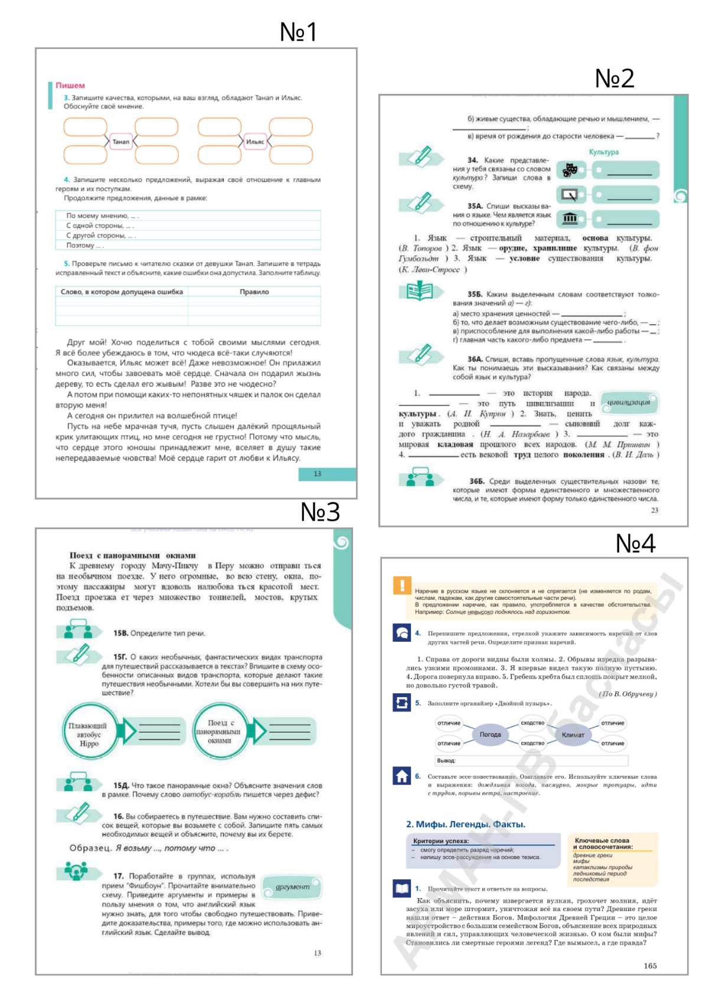 №1
Пишем
3. Запишите качества, которыми, на ваш взгляд, обладают Танап и Ильяс.
Обоснуйте своё мнение.
Танап
Ильяс
4. Запишите несколько предложений, выражая своё отношение к главным
героям и их поступкам.
Продолжите предложения, данные в рамке:
По моему мнению, ... .
С одной стороны, ... .
С другой стороны, ... .
Поэтому ... .
5. Проверьте письмо к читателю сказки от девушки Танап. Запишите в тетрадь
исправленный текст и объясните, какие ошибки она допустила. Заполните таблицу.
Слово, в котором допущена ошибка
Правило
Друг мой! Хочю поделиться с тобой своими мыслями сегодня.
Я всё более убеждаюсь в том, что чюдеса всё-таки случяются!
Оказывается, Ильяс может всё! Даже невозможное! Он прилажил
много сил, чтобы завоевать моё сердце. Сначала он подарил жызнь
дереву, то есть сделал его жывым! Разве это не чюдесно?
А потом при помощи каких-то непонятных чяшек и палок он сделал
вторую меня!
А сегодня он прилител на волшебной птице!
Пусть на небе мрачная тучя, пусть слышен далёкий прощяльный
крик улитающих птиц, но мне сегодня не грустно! Потому что мысль,
что сердце этого юношы принадлежит мне, вселяет в душу такие
непередаваемые чювства! Моё сердце гарит от любви к Ильясу.
13
№2
б) живые существа, обладающие речью и мышлением, —
;
в) время от рождения до старости человека — ?
Культура
34. Какие представле-
ния у тебя связаны со словом
культура? Запиши слова в
схему.
35А. Спиши высказыва-
ния о языке. Чем является язык
по отношению к культуре?
1. Язык — строительный материал, основа культуры.
(В. Топоров ) 2. Язык — орудие, хранилище культуры. (В. фон
Гумбольдт ) 3. Язык — условие существования культуры.
(К. Леви-Стросс )
35Б. Каким выделенным словам соответствуют толко-
вания значений а) — г):
а) место хранения ценностей — ;
б) то, что делает возможным существование чего-либо, — ;
в) приспособление для выполнения какой-либо работы — ;
г) главная часть какого-либо предмета — .
36А. Спиши, вставь пропущенные слова язык, культура.
Как ты понимаешь эти высказывания? Как связаны между
собой язык и культура?
1. — это история народа.
— это путь цивилизации и
культуры . (А. И. Куприн ) 2. Знать, ценить
и уважать родной — сыновний долг каж-
дого гражданина . (Н. А. Назарбаев ) 3. — это
мировая кладовая прошлого всех народов. (М. М. Пришвин )
4. есть вековой труд целого поколения . (В. И. Даль )
цивилизация
36Б. Среди выделенных существительных назови те,
которые имеют формы единственного и множественного
числа, и те, которые имеют форму только единственного числа.
23
№3
Все учебники Казахстана на OKULYK.KZ
Поезд с панорамными окнами
К древнему городу Мачу-Пикчу в Перу можно отправи ться
на необычном поезде. У него огромные, во всю стену, окна, по-
этому пассажиры могут вдоволь налюбова ться красотой мест.
Поезд проезжа ет через множество тоннелей, мостов, крутых
подъемов.
15В. Определите тип речи.
15Г. О каких необычных, фантастических видах транспорта
для путешествий рассказывается в текстах? Впишите в схему осо-
бенности описанных видов транспорта, которые делают такие
путешествия необычными. Хотели бы вы совершить на них путе-
шествие?
Плавающий
автобус
Hippo
Поезд с
панорамными
окнами
15Д. Что такое панорамные окна? Объясните значения слов
в рамке. Почему слово автобус-корабль пишется через дефис?
16. Вы собираетесь в путешествие. Вам нужно составить спи-
сок вещей, которые вы возьмете с собой. Запишите пять самых
необходимых вещей и объясните, почему вы их берете.
Образец. Я возьму ..., потому что ... .
17. Поработайте в группах, используя
прием "Фишбоун". Прочитайте внимательно
схему. Приведите аргументы и примеры в
пользу мнения о том, что английский язык
нужно знать, для того чтобы свободно путешествовать. Приве-
дите доказательства, примеры того, где можно использовать ан-
глийский язык. Сделайте вывод.
аргумент
13
№4
Наречие в русском языке не склоняется и не спрягается (не изменяется по родам,
числам, падежам, как другие самостоятельные части речи).
В предложении наречие, как правило, употребляется в качестве обстоятельства.
Например: Солнце невысоко поднялось над горизонтом.
4. Перепишите предложения, стрелкой укажите зависимость наречий от слов
других частей речи. Определите признак наречий.
1. Справа от дороги видны были холмы. 2. Обрывы изредка разрыва-
лись узкими промоинами. 3. Я впервые видел такую полную пустыню.
4. Дорога повернула вправо. 5. Гребень хребта был сплошь покрыт мелкой,
но довольно густой травой.
(По В. Обручеву)
5. Заполните органайзер «Двойной пузырь».
отличие
сходство
отличие
Погода
Климат
отличие
сходство
отличие
Вывод:
6. Составьте эссе-повествование. Озаглавьте его. Используйте ключевые слова
и выражения: дождливая погода, пасмурно, мокрые тротуары, идти
с трудом, порывы ветра, настроение.
2. Мифы. Легенды. Факты.
Критерии успеха:
– смогу определить разряд наречий;
– напишу эссе-рассуждение на основе тезиса.
Ключевые слова
и словосочетания:
древние греки
мифы
катаклизмы природы
ледниковый период
последствия
1. Прочитайте текст и ответьте на вопросы.
Как объяснить, почему извергается вулкан, грохочет молния, идёт
засуха или море штормит, уничтожая всё на своем пути? Древние греки
нашли ответ – действия Богов. Мифология Древней Греции – это целое
мироустройство с большим семейством Богов, объяснение всех природных
явлений и сил, управляющих человеческой жизнью. О ком были мифы?
Становились ли смертные героями легенд? Где вымысел, а где правда?
165
АРМАН-ПВ баспасы